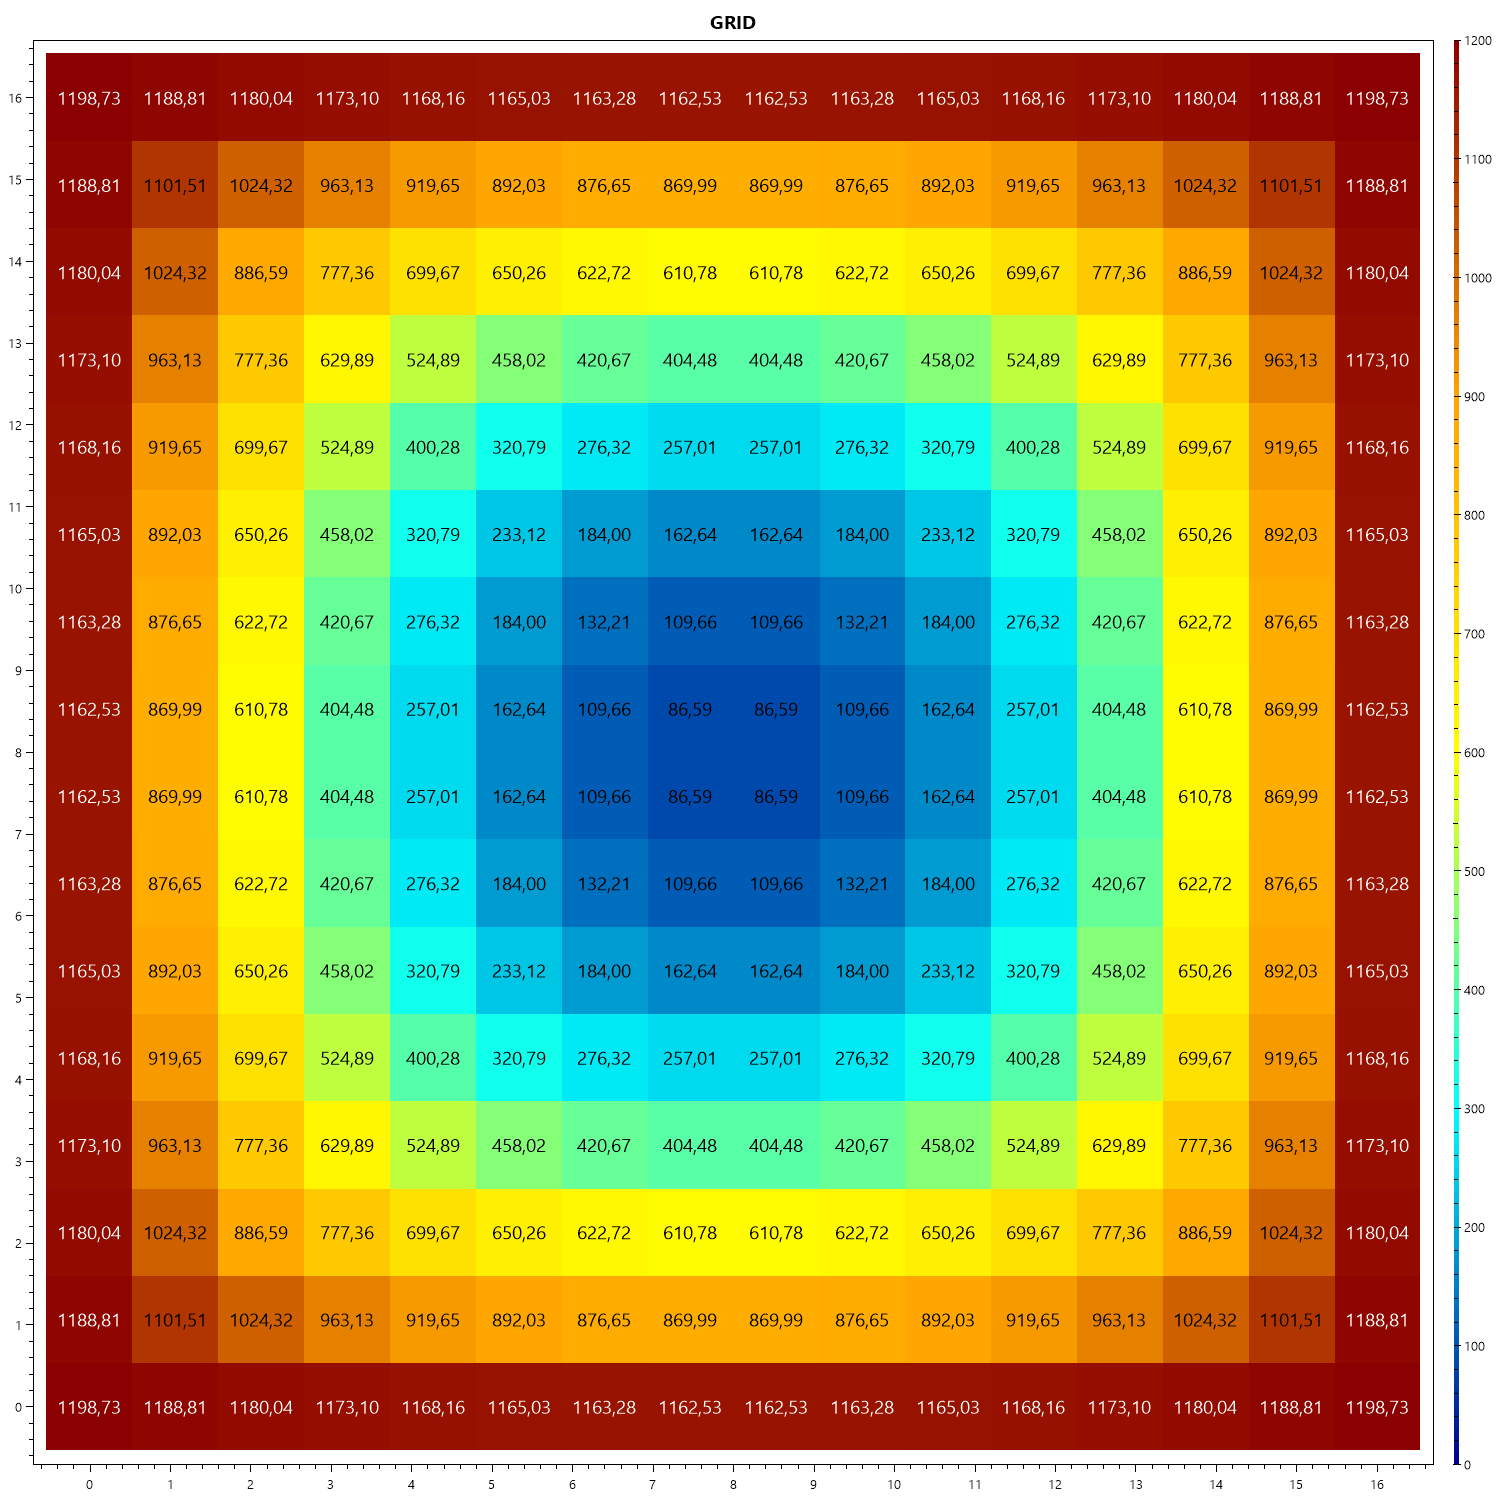 GRID
1200
16 1198,73 1188,81 1180,04 1173,10 1168,16 1165,03 1163,28 1162,53 1162,53 1163,28 1165,03 1168,16 1173,10 1180,04 1188,81 1198,73
1100
15 1188,81 1101,51 1024,32 963,13 919,65 892,03 876,65 869,99 869,99 876,65 892,03 919,65 963,13 1024,32 1101,51 1188,81
14 1180,04 1024,32 886,59 777,36 699,67 650,26 622,72 610,78 610,78 622,72 650,26 699,67 777,36 886,59 1024,32 1180,04
1000
13 1173,10 963,13 777,36 629,89 524,89 458,02 420,67 404,48 404,48 420,67 458,02 524,89 629,89 777,36 963,13 1173,10
900
12 1168,16 919,65 699,67 524,89 400,28 320,79 276,32 257,01 257,01 276,32 320,79 400,28 524,89 699,67 919,65 1168,16
11
800
1165,03 892,03 650,26 458,02 320,79 233,12 184,00 162,64 162,64 184,00 233,12 320,79 458,02 650,26 892,03 1165,03
10
1163,28 876,65 622,72 420,67 276,32 184,00 132,21 109,66 109,66 132,21 184,00 276,32 420,67 622,72 876,65 1163,28
700
9
1162,53 869,99 610,78 404,48 257,01 162,64 109,66 86,59 86,59 109,66 162,64 257,01 404,48 610,78 869,99 1162,53
8
600
1162,53 869,99 610,78 404,48 257,01 162,64 109,66 86,59 86,59 109,66 162,64 257,01 404,48 610,78 869,99 1162,53
7
500
1163,28 876,65 622,72 420,67 276,32 184,00 132,21 109,66 109,66 132,21 184,00 276,32 420,67 622,72 876,65 1163,28
6
1165,03 892,03 650,26 458,02 320,79 233,12 184,00 162,64 162,64 184,00 233,12 320,79 458,02 650,26 892,03 1165,03
400
5
1168,16 919,65 699,67 524,89 400,28 320,79 276,32 257,01 257,01 276,32 320,79 400,28 524,89 699,67 919,65 1168,16
4
300
1173,10 963,13 777,36 629,89 524,89 458,02 420,67 404,48 404,48 420,67 458,02 524,89 629,89 777,36 963,13 1173,10
3
200
1180,04 1024,32 886,59 777,36 699,67 650,26 622,72 610,78 610,78 622,72 650,26 699,67 777,36 886,59 1024,32 1180,04
2
1 1188,81 1101,51 1024,32 963,13 919,65 892,03 876,65 869,99 869,99 876,65 892,03 919,65 963,13 1024,32 1101,51 1188,81
100
0 1198,73 1188,81 1180,04 1173,10 1168,16 1165,03 1163,28 1162,53 1162,53 1163,28 1165,03 1168,16 1173,10 1180,04 1188,81 1198,73
0
0 1 2 3 4 5 6 7 8 9 10 11 12 13 14 15 16